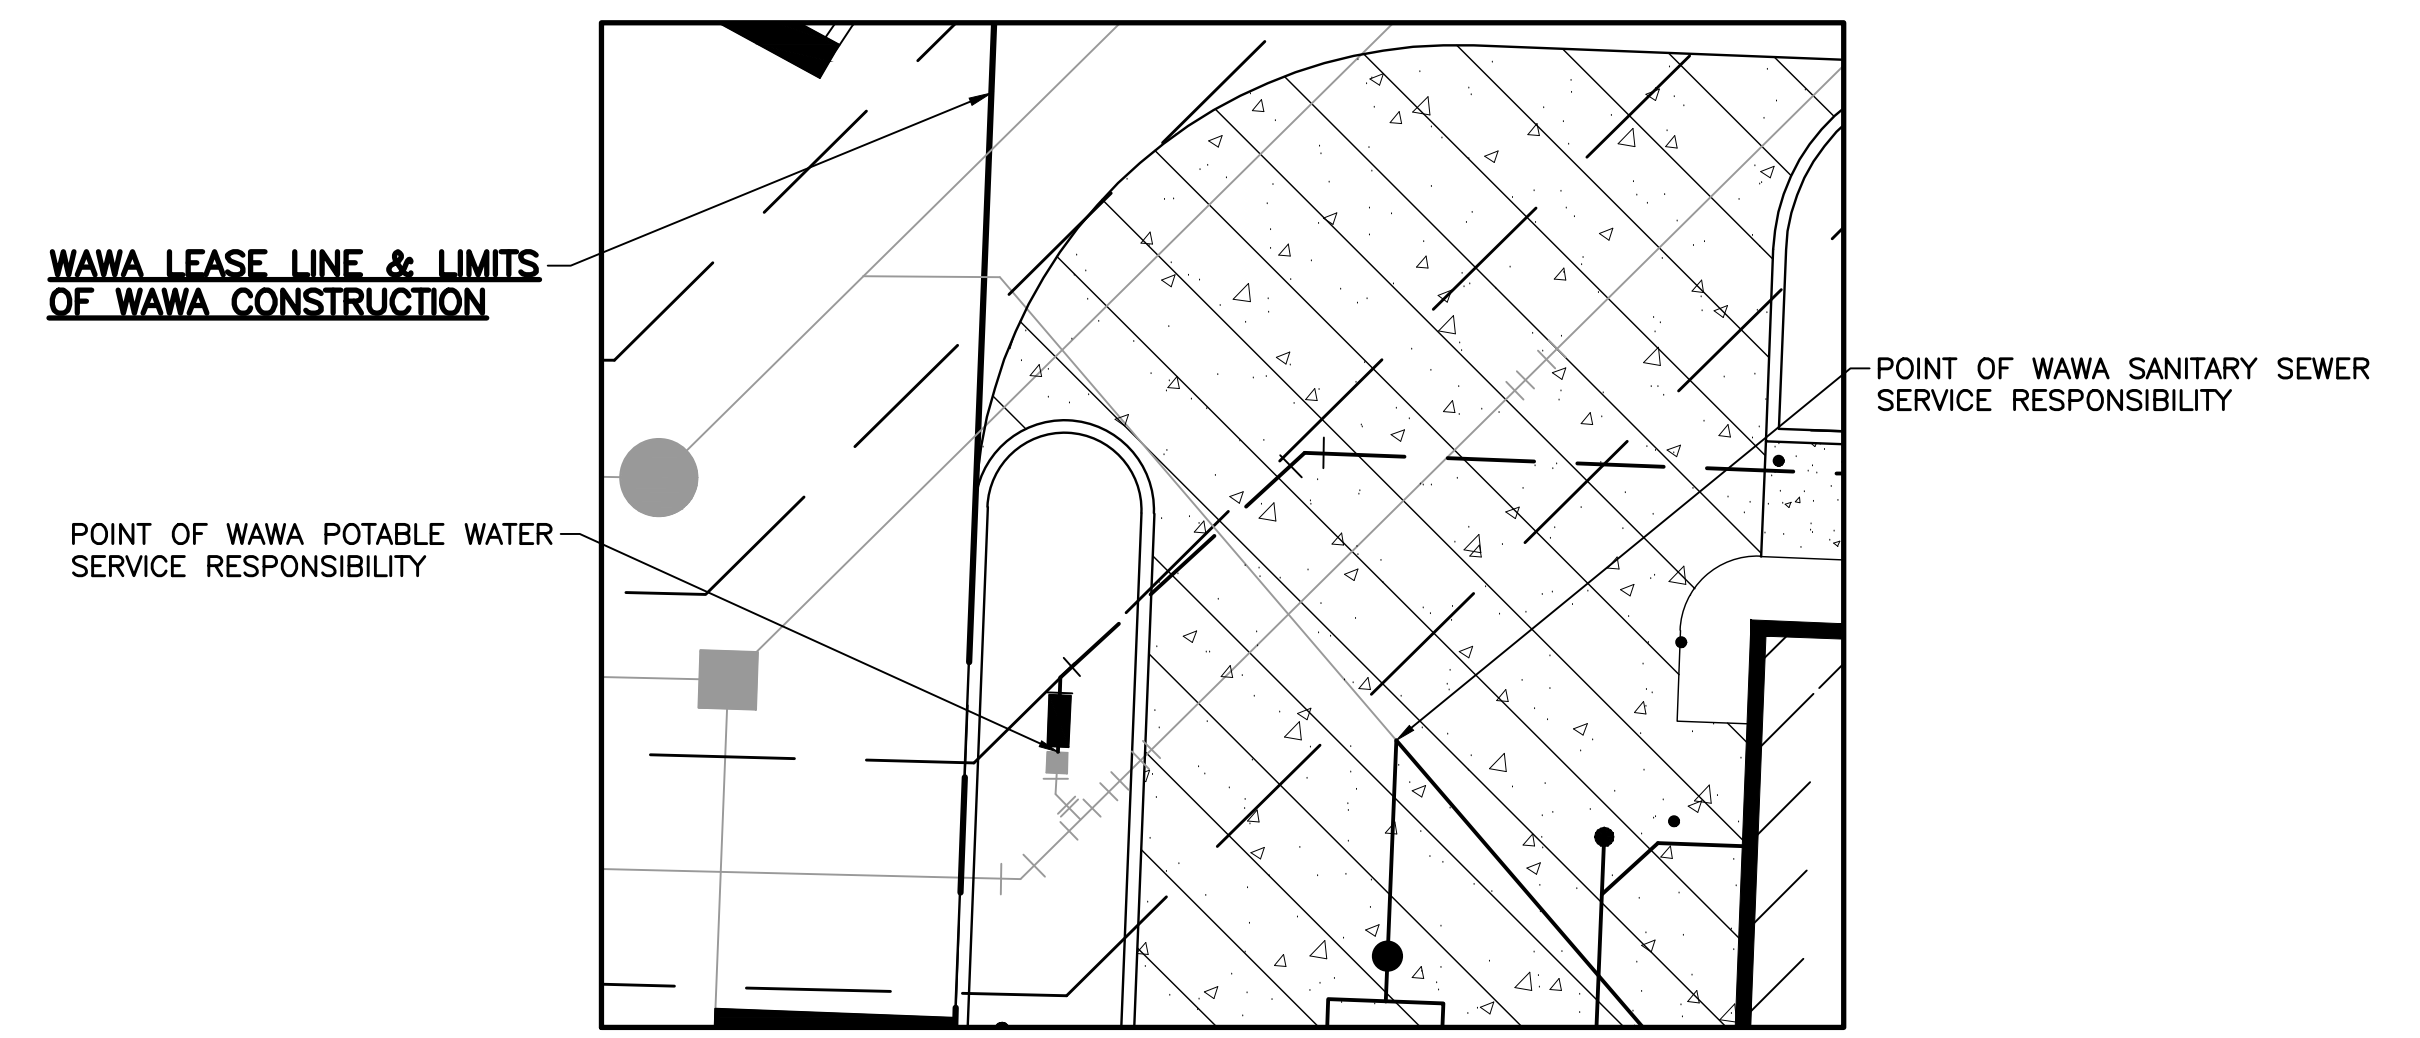 WAWA LEASE LINE & LIMITS
OF WAWA CONSTRUCTION
POINT OF WAWA SANITARY SEWER
SERVICE RESPONSIBILITY
POINT OF WAWA POTABLE WATER
SERVICE RESPONSIBILITY